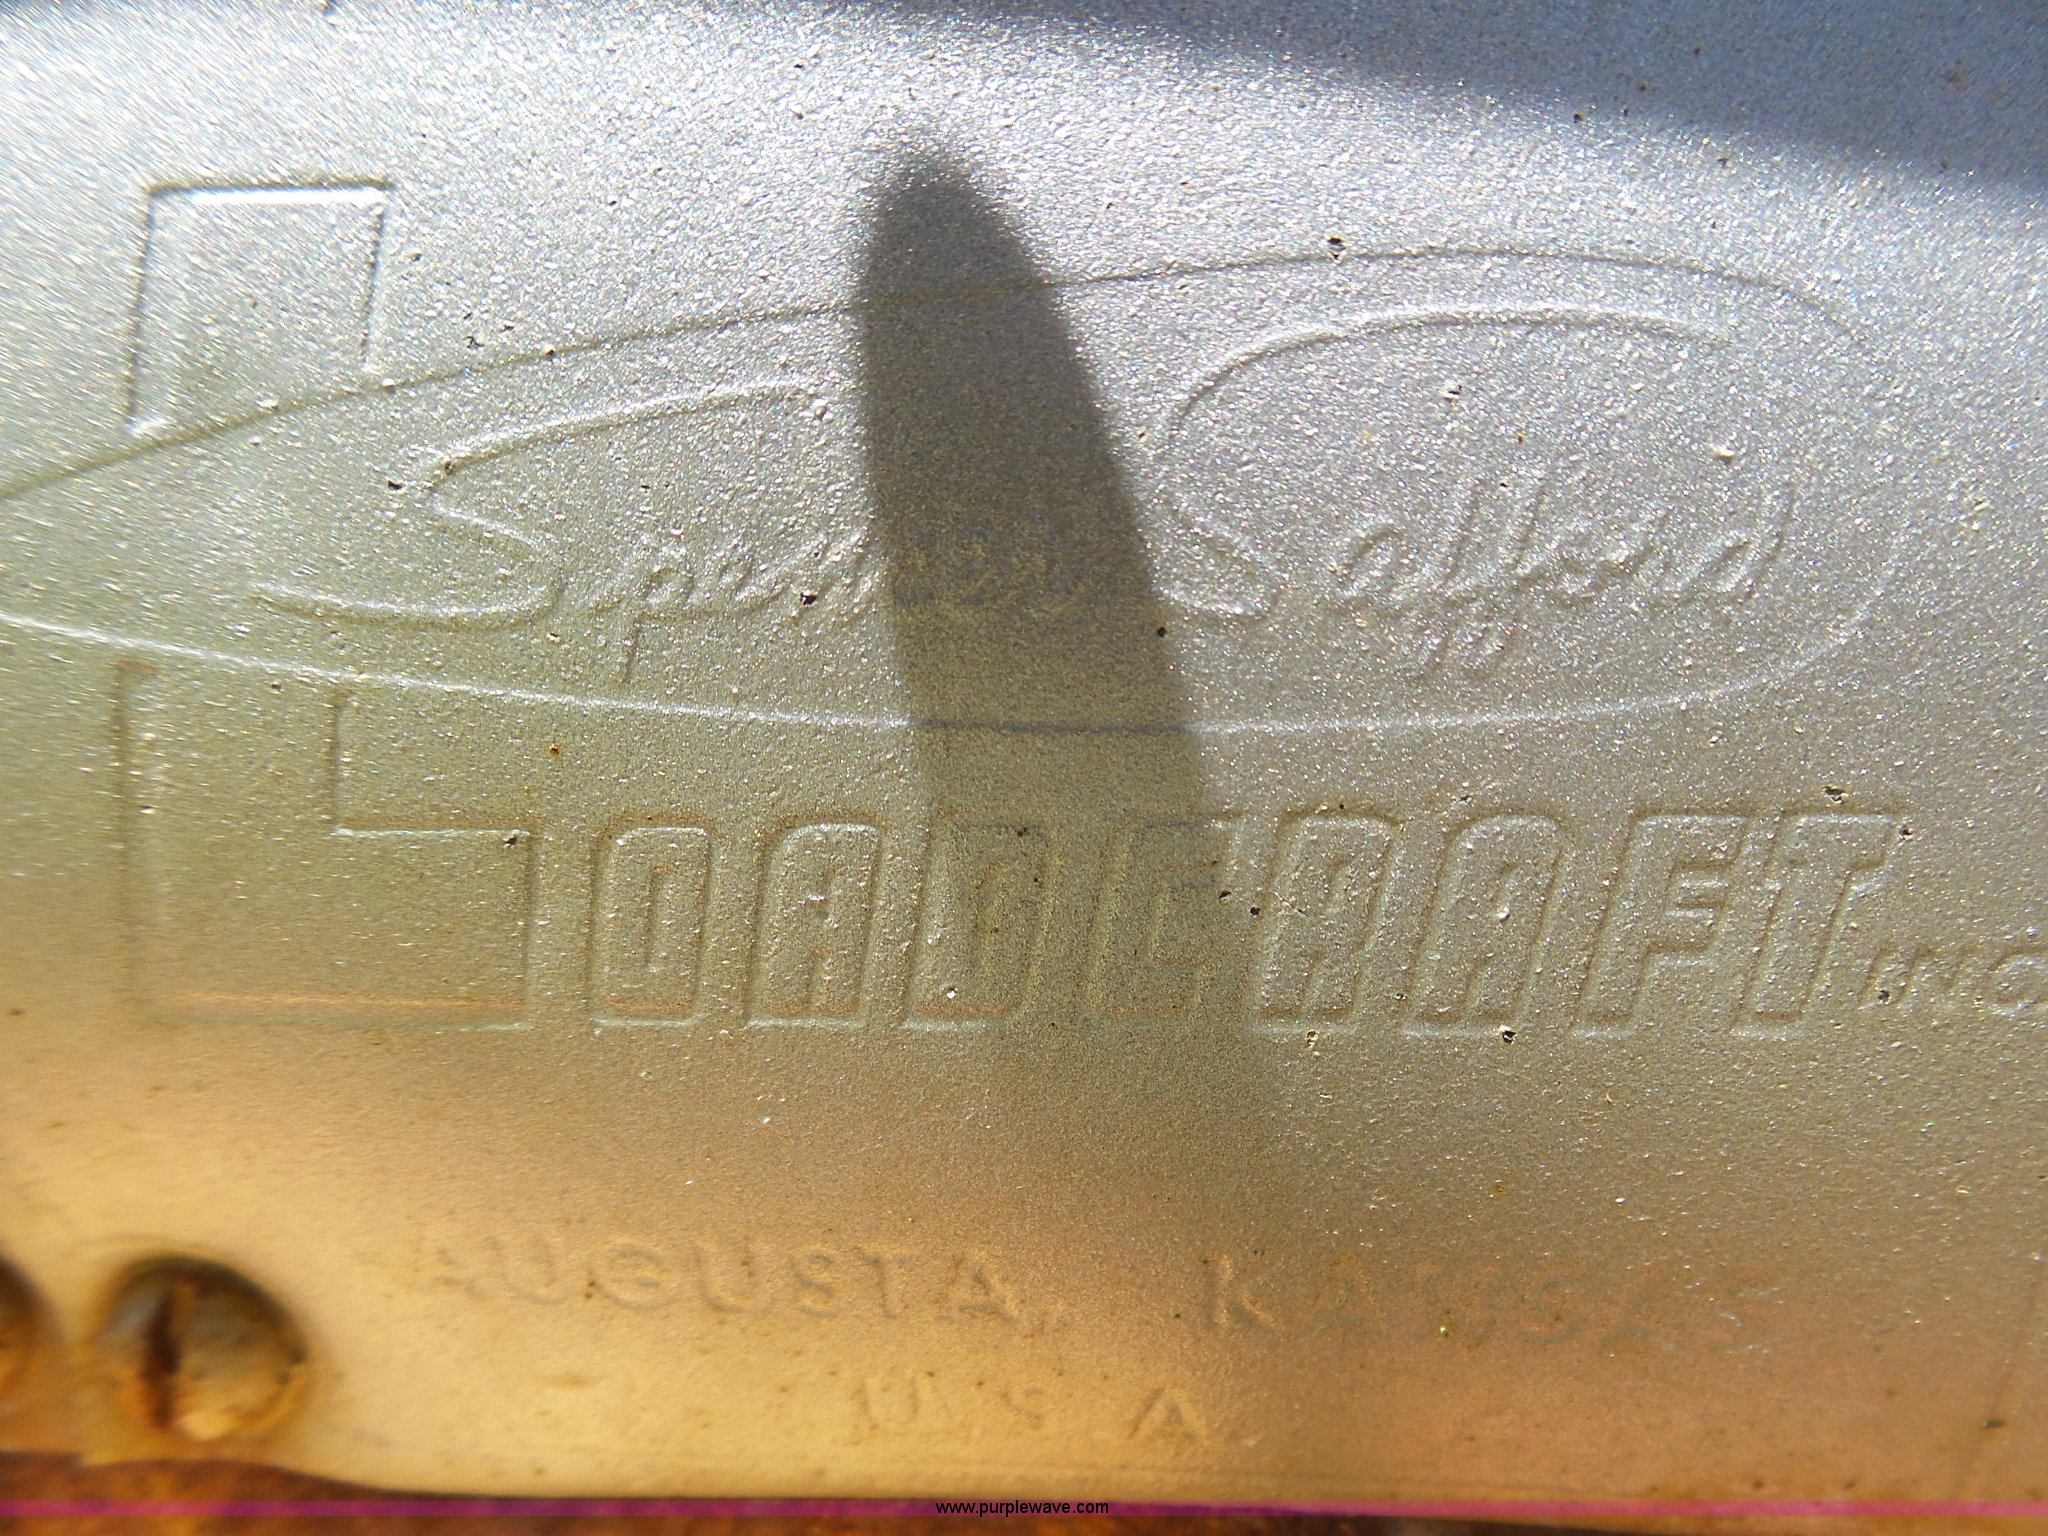 Spencer Safford
LOADCRAFT INC
AUGUSTA, KANSAS
U.S.A.
www.purplewave.com